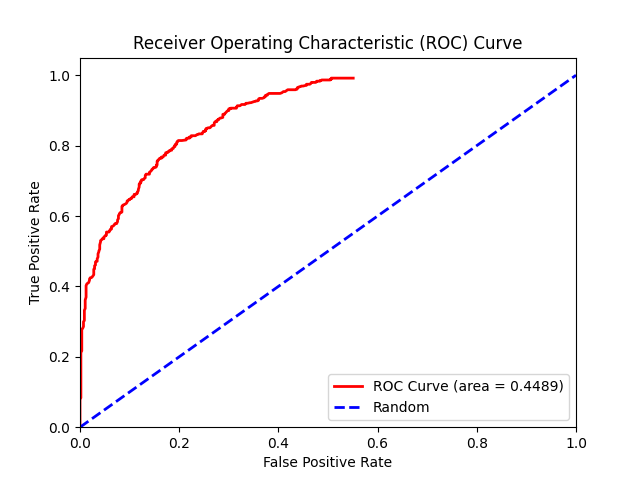 Receiver Operating Characteristic (ROC) Curve
True Positive Rate
1.0
0.8
0.6
0.4
0.2
0.0
0.0 0.2 0.4 0.6 0.8 1.0
False Positive Rate
ROC Curve (area = 0.4489)
Random